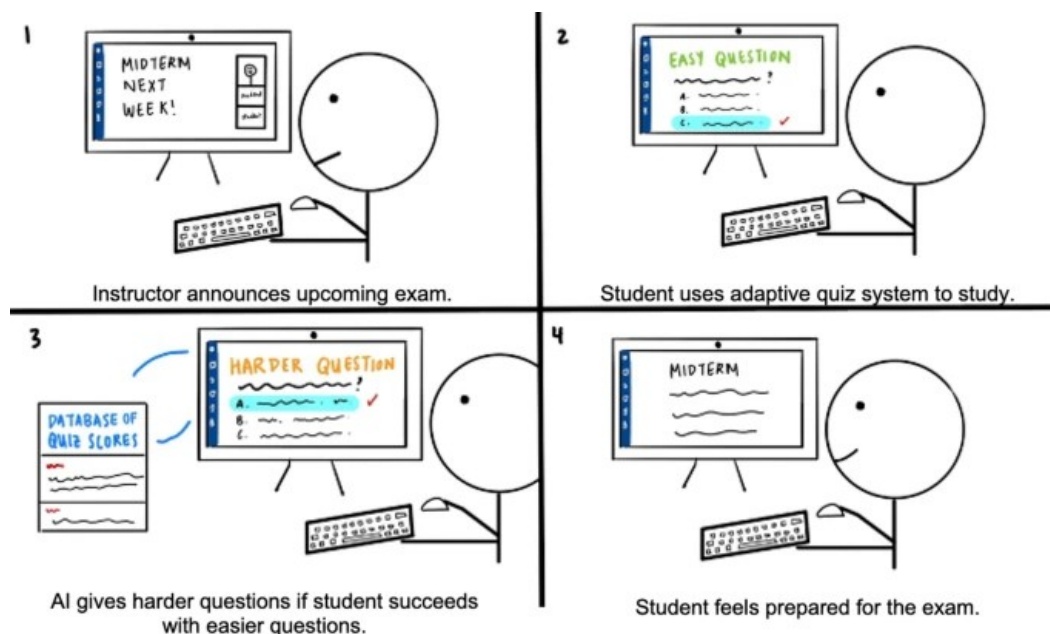 1
MIDTERM
NEXT
WEEK!
Instructor announces upcoming exam.
2
EASY QUESTION
?
A.
B.
C.
Student uses adaptive quiz system to study.
3
DATABASE OF
QUIZ SCORES
HARDER QUESTION
?
A.
B.
C.
AI gives harder questions if student succeeds
with easier questions.
4
MIDTERM
Student feels prepared for the exam.